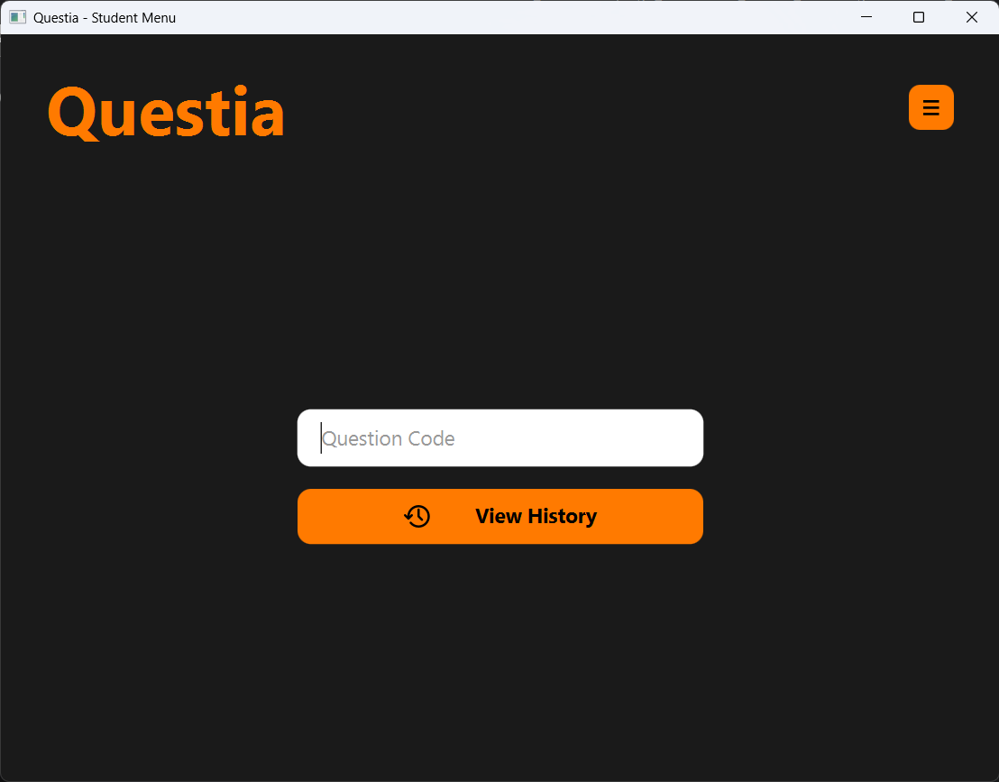 Questia - Student Menu
Questia
Question Code
View History